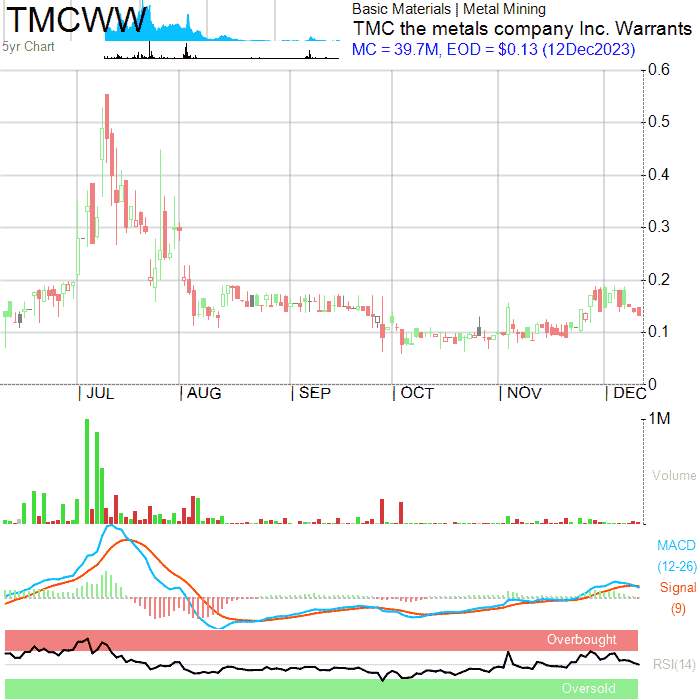 TMCWW
5yr Chart
Basic Materials | Metal Mining
TMC the metals company Inc. Warrants
MC = 39.7M, EOD = $0.13 (12Dec2023)
0.6
0.5
0.4
0.3
0.2
0.1
0
| JUL | AUG | SEP | OCT | NOV | DEC
1M
Volume
MACD
(12-26)
Signal
(9)
Overbought
RSI(14)
Oversold